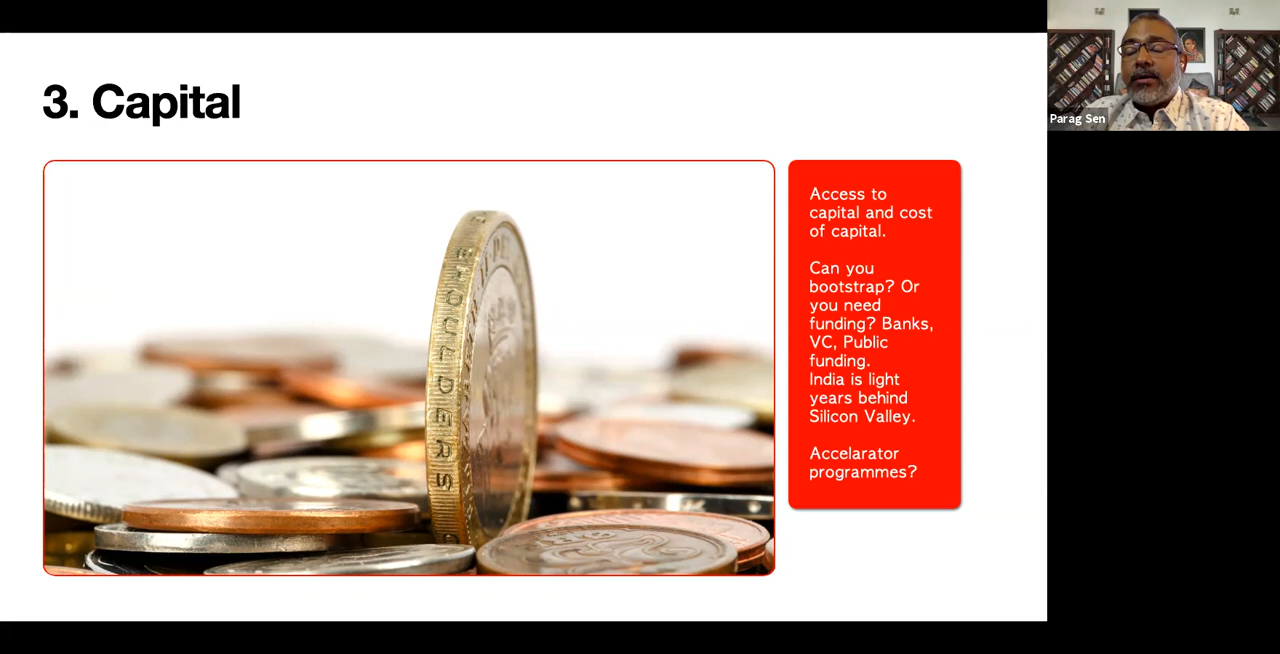 3. Capital
Access to
capital and cost
of capital.
Can you
bootstrap? Or
you need
funding? Banks,
VC, Public
funding.
India is light
years behind
Silicon Valley.
Accelarator
programmes?
Parag Sen